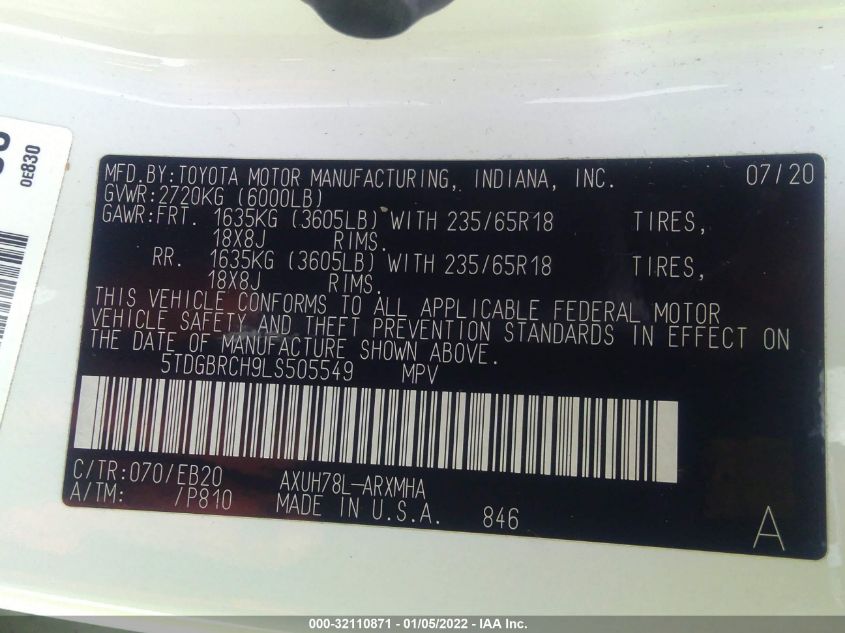 0E830
MFD.BY:TOYOTA MOTOR MANUFACTURING, INDIANA, INC. 07/20
GVWR:2720KG (6000LB)
GAWR:FRT. 1635KG (3605LB) WITH 235/65R18 TIRES,
18X8J RIMS.
RR. 1635KG (3605LB) WITH 235/65R18 TIRES,
18X8J RIMS.
THIS VEHICLE CONFORMS TO ALL APPLICABLE FEDERAL MOTOR
VEHICLE SAFETY AND THEFT PREVENTION STANDARDS IN EFFECT ON
THE DATE OF MANUFACTURE SHOWN ABOVE.
5TDGBRCH9LS505549 MPV
C/TR:070/EB20 AXUH78L-ARXMHA
A/TM: /P810 MADE IN U.S.A. 846 A
000-32110871 - 01/05/2022 - IAA Inc.